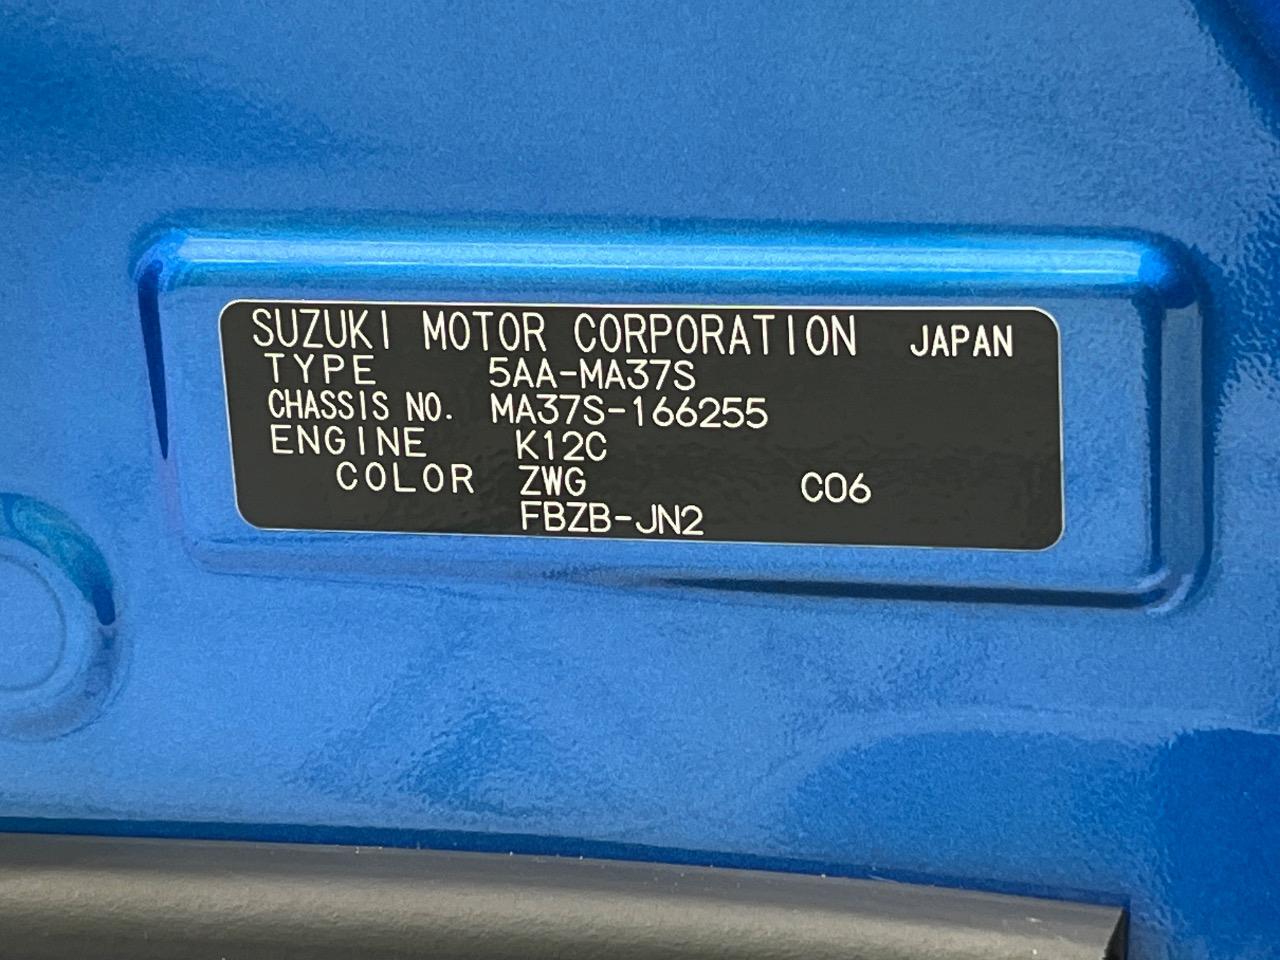 SUZUKI MOTOR CORPORATION JAPAN
TYPE 5AA-MA37S
CHASSIS NO. MA37S-166255
ENGINE K12C
COLOR ZWG C06
FBZB-JN2